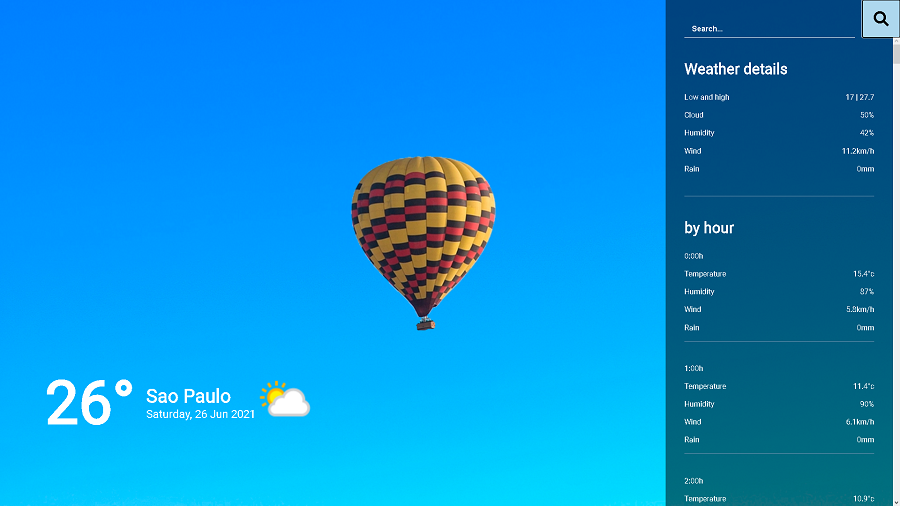 Search...
Weather details
Low and high 17 | 27.7
Cloud 50%
Humidity 42%
Wind 11.2km/h
Rain 0mm
by hour
0:00h
Temperature 15.4°c
Humidity 87%
Wind 5.8km/h
Rain 0mm
1:00h
Temperature 11.4°c
Humidity 90%
Wind 6.1km/h
Rain 0mm
2:00h
Temperature 10.9°c
26°
Sao Paulo
Saturday, 26 Jun 2021